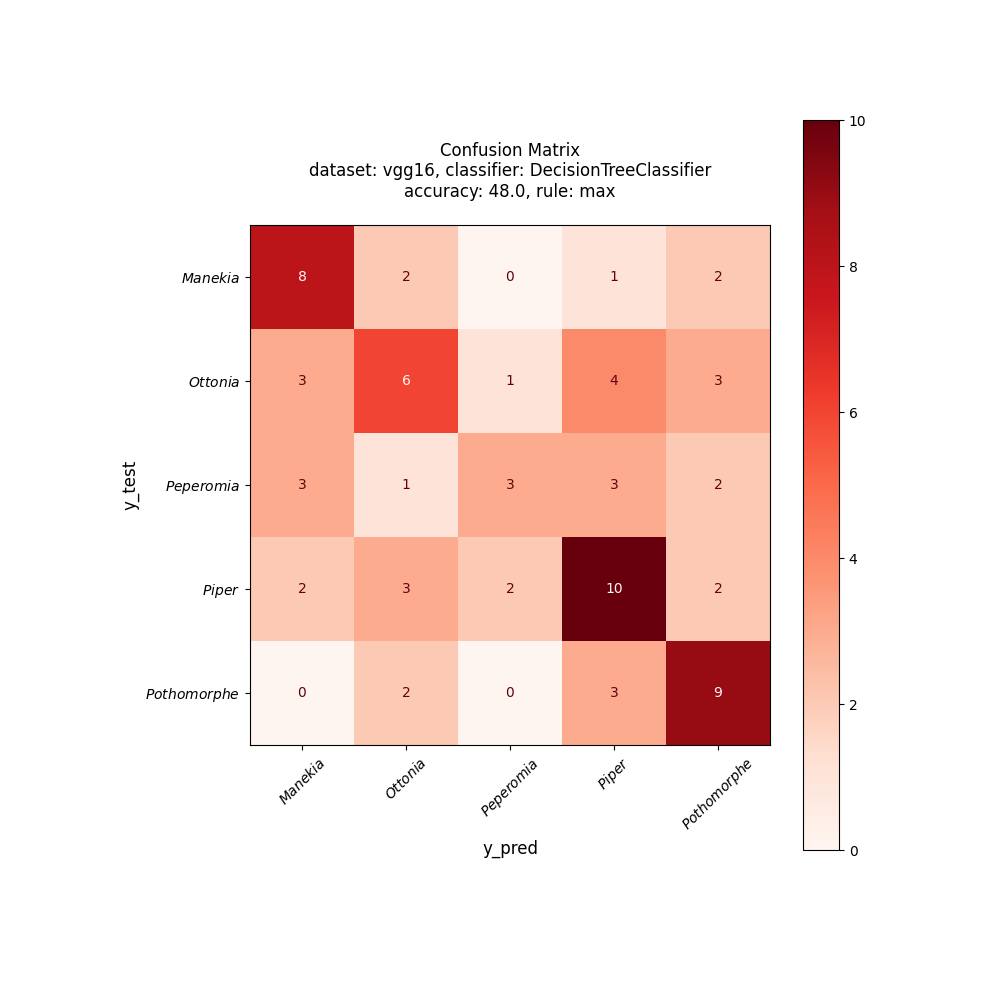 Confusion Matrix
dataset: vgg16, classifier: DecisionTreeClassifier
accuracy: 48.0, rule: max
Manekia 8 2 0 1 2
Ottonia 3 6 1 4 3
Peperomia 3 1 3 3 2
Piper 2 3 2 10 2
Pothomorphe 0 2 0 3 9
Manekia Ottonia Peperomia Piper Pothomorphe
y_test
y_pred
10
8
6
4
2
0